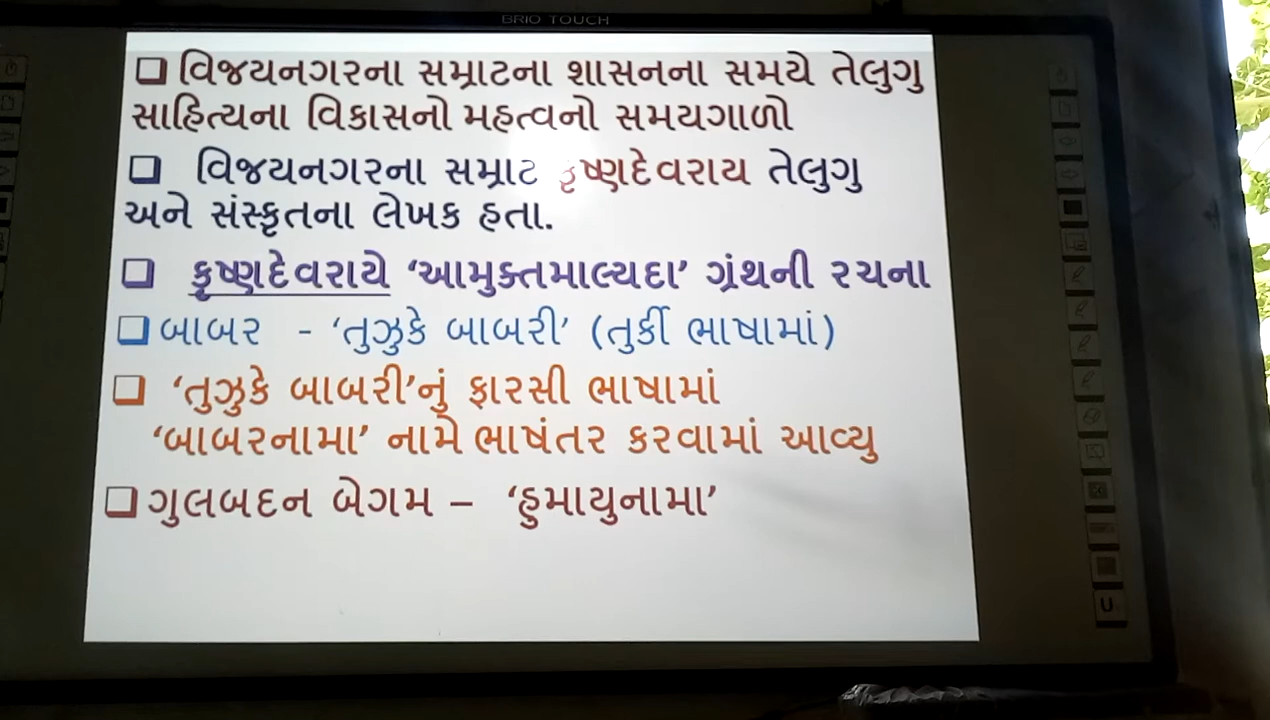 BRIO TOUCH
વિજયનગરના સમ્રાટના શાસનના સમયે તેલુગુ
સાહિત્યના વિકાસનો મહત્વનો સમયગાળો
વિજયનગરના સમ્રાટ કૃષ્ણદેવરાય તેલુગુ
અને સંસ્કૃતના લેખક હતા.
કૃષ્ણદેવરાયે ‘આમુક્તમાલ્યદા’ ગ્રંથની રચના
બાબર - ‘તુઝુકે બાબરી’ (તુર્કી ભાષામાં)
‘તુઝુકે બાબરી’નું ફારસી ભાષામાં
‘બાબરનામા’ નામે ભાષંતર કરવામાં આવ્યુ
ગુલબદન બેગમ – ‘હુમાયુનામા’